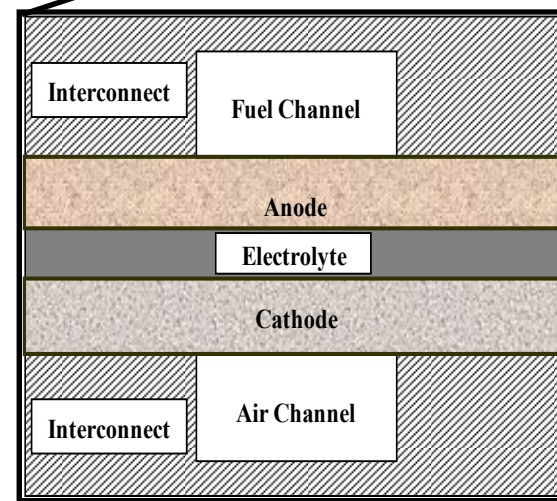 Interconnect
Fuel Channel
Anode
Electrolyte
Cathode
Air Channel
Interconnect